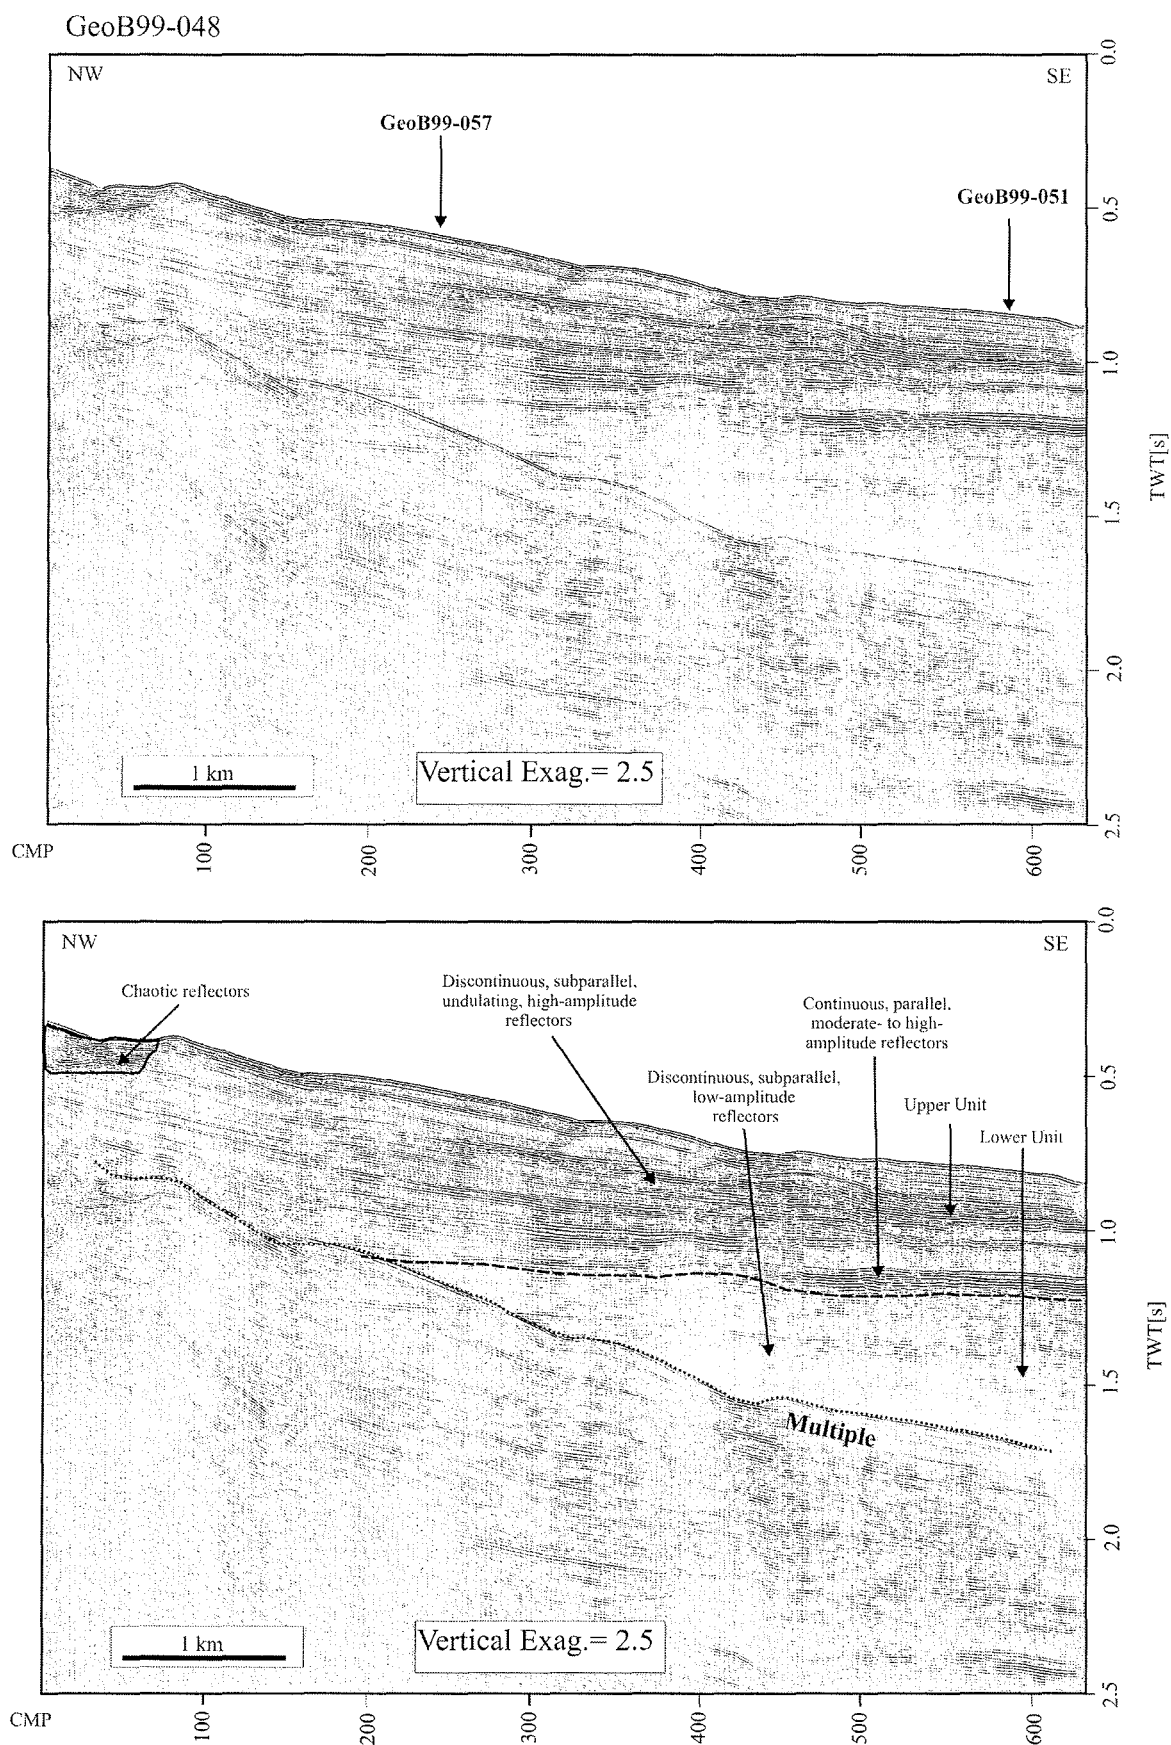 GeoB99-048
NW
SE
GeoB99-057
GeoB99-051
0.0
0.5
1.0
1.5
2.0
2.5
TWT[s]
1 km
Vertical Exag.= 2.5
CMP
100
200
300
400
500
600
NW
SE
Chaotic reflectors
Discontinuous, subparallel,
undulating, high-amplitude
reflectors
Continuous, parallel,
moderate- to high-
amplitude reflectors
Discontinuous, subparallel,
low-amplitude
reflectors
Upper Unit
Lower Unit
Multiple
0.0
0.5
1.0
1.5
2.0
2.5
TWT[s]
1 km
Vertical Exag.= 2.5
CMP
100
200
300
400
500
600